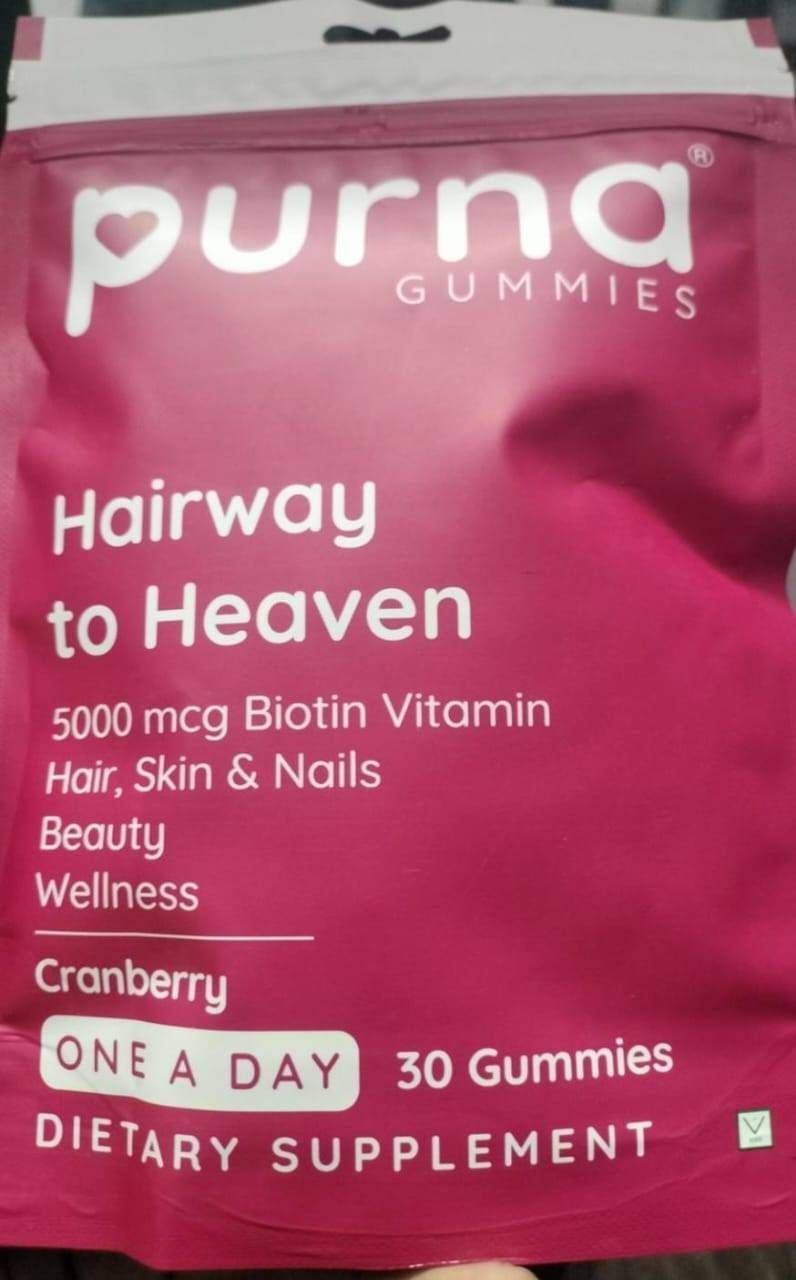 purna®
GUMMIES
Hairway
to Heaven
5000 mcg Biotin Vitamin
Hair, Skin & Nails
Beauty
Wellness
Cranberry
ONE A DAY 30 Gummies
DIETARY SUPPLEMENT